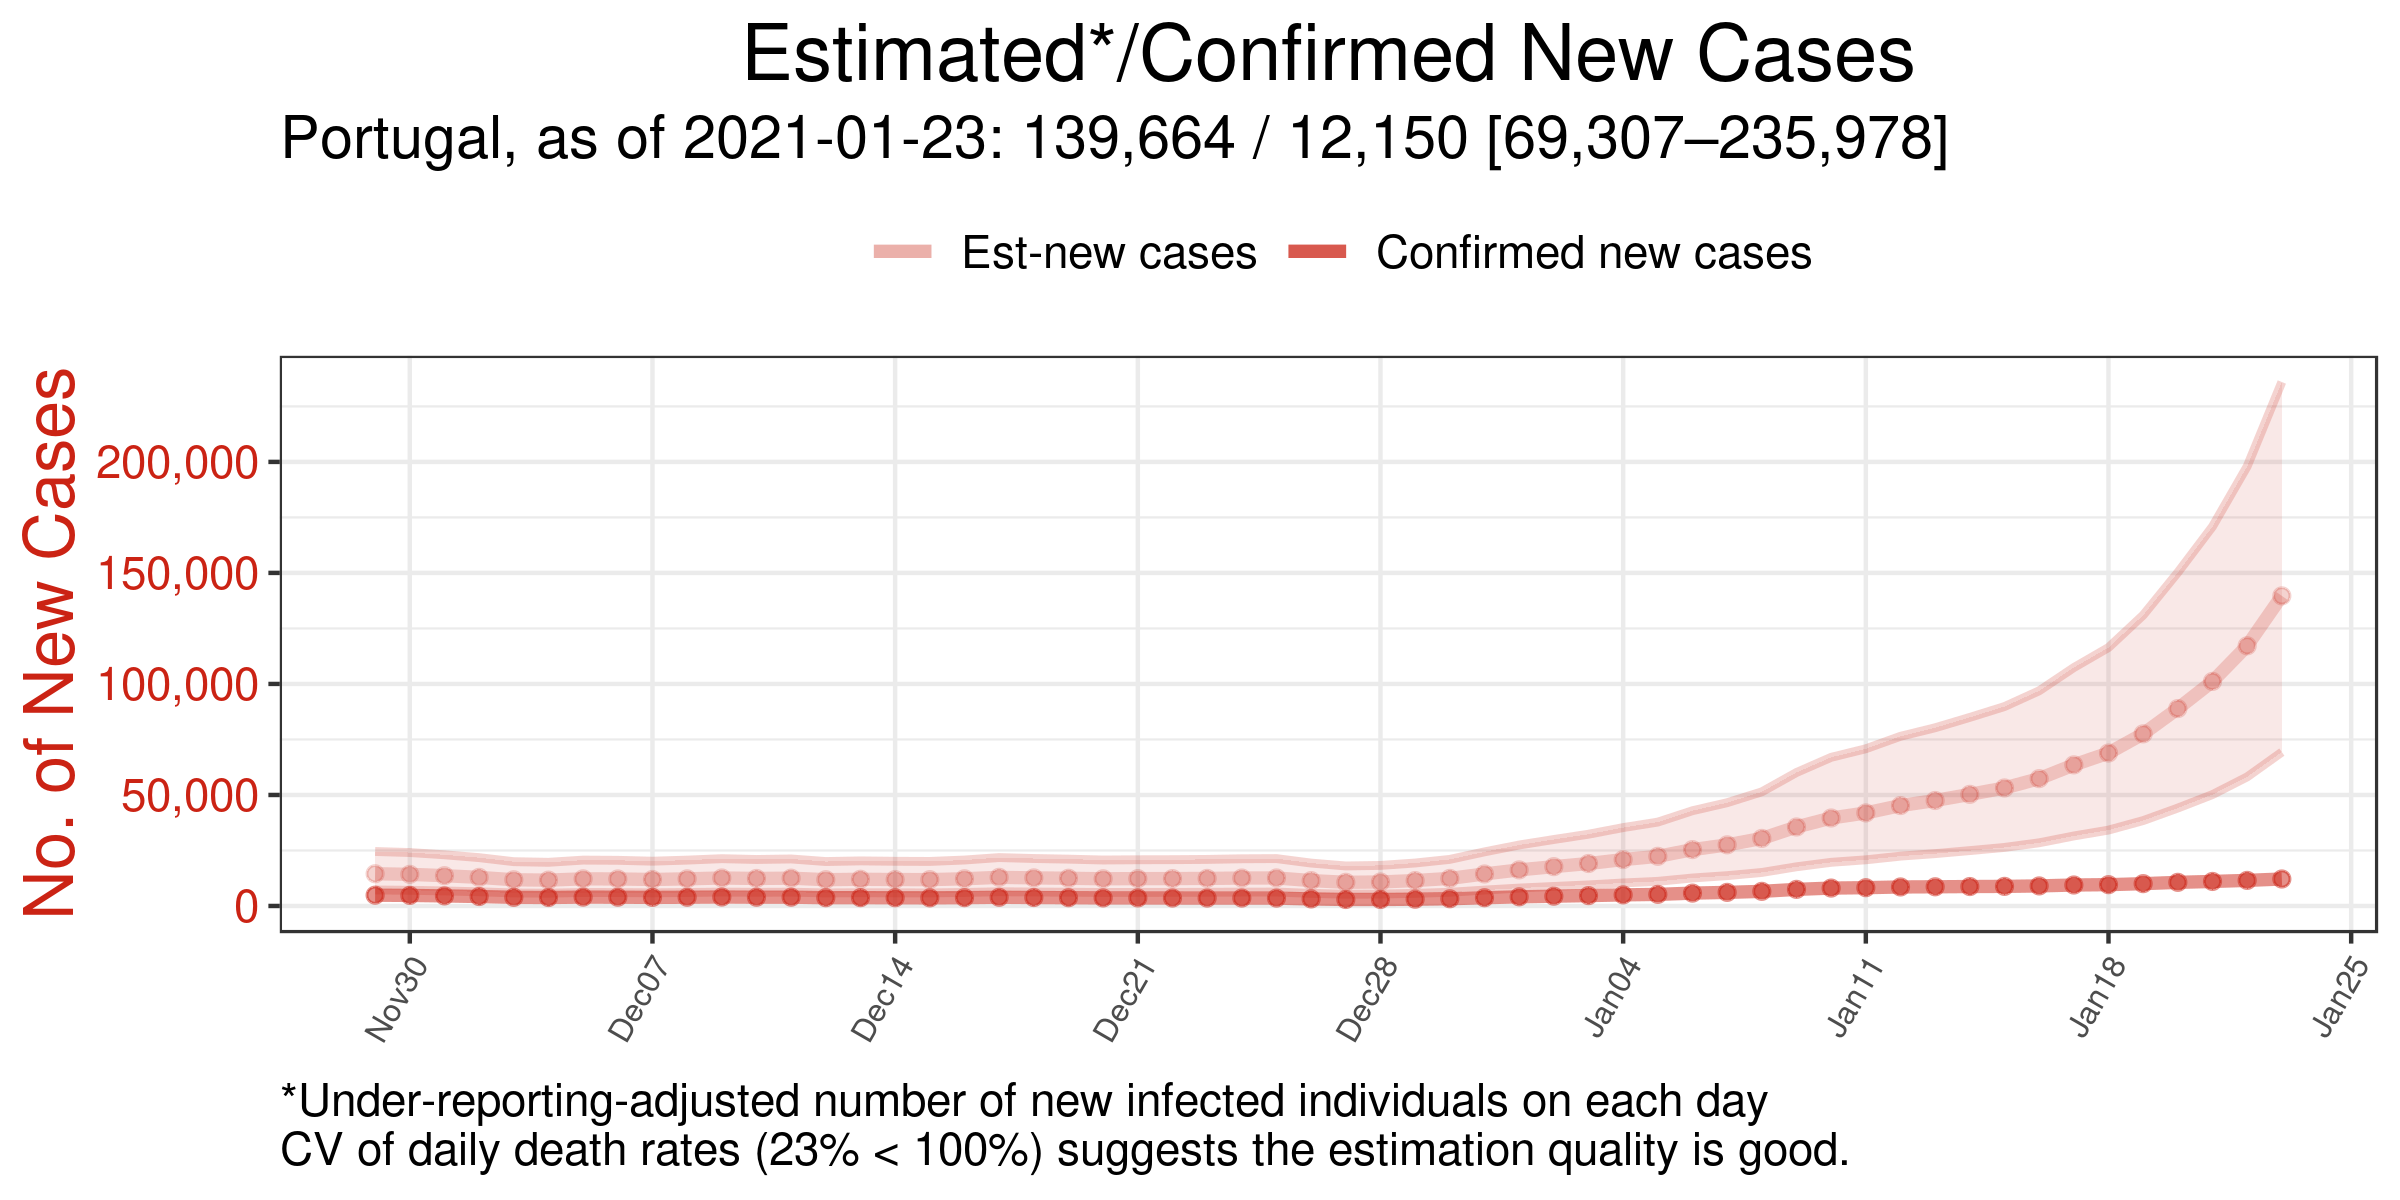 Estimated*/Confirmed New Cases
Portugal, as of 2021-01-23: 139,664 / 12,150 [69,307–235,978]
Est-new cases Confirmed new cases
No. of New Cases
200,000
150,000
100,000
50,000
0
Nov30 Dec07 Dec14 Dec21 Dec28 Jan04 Jan11 Jan18 Jan25
*Under-reporting-adjusted number of new infected individuals on each day
CV of daily death rates (23% < 100%) suggests the estimation quality is good.